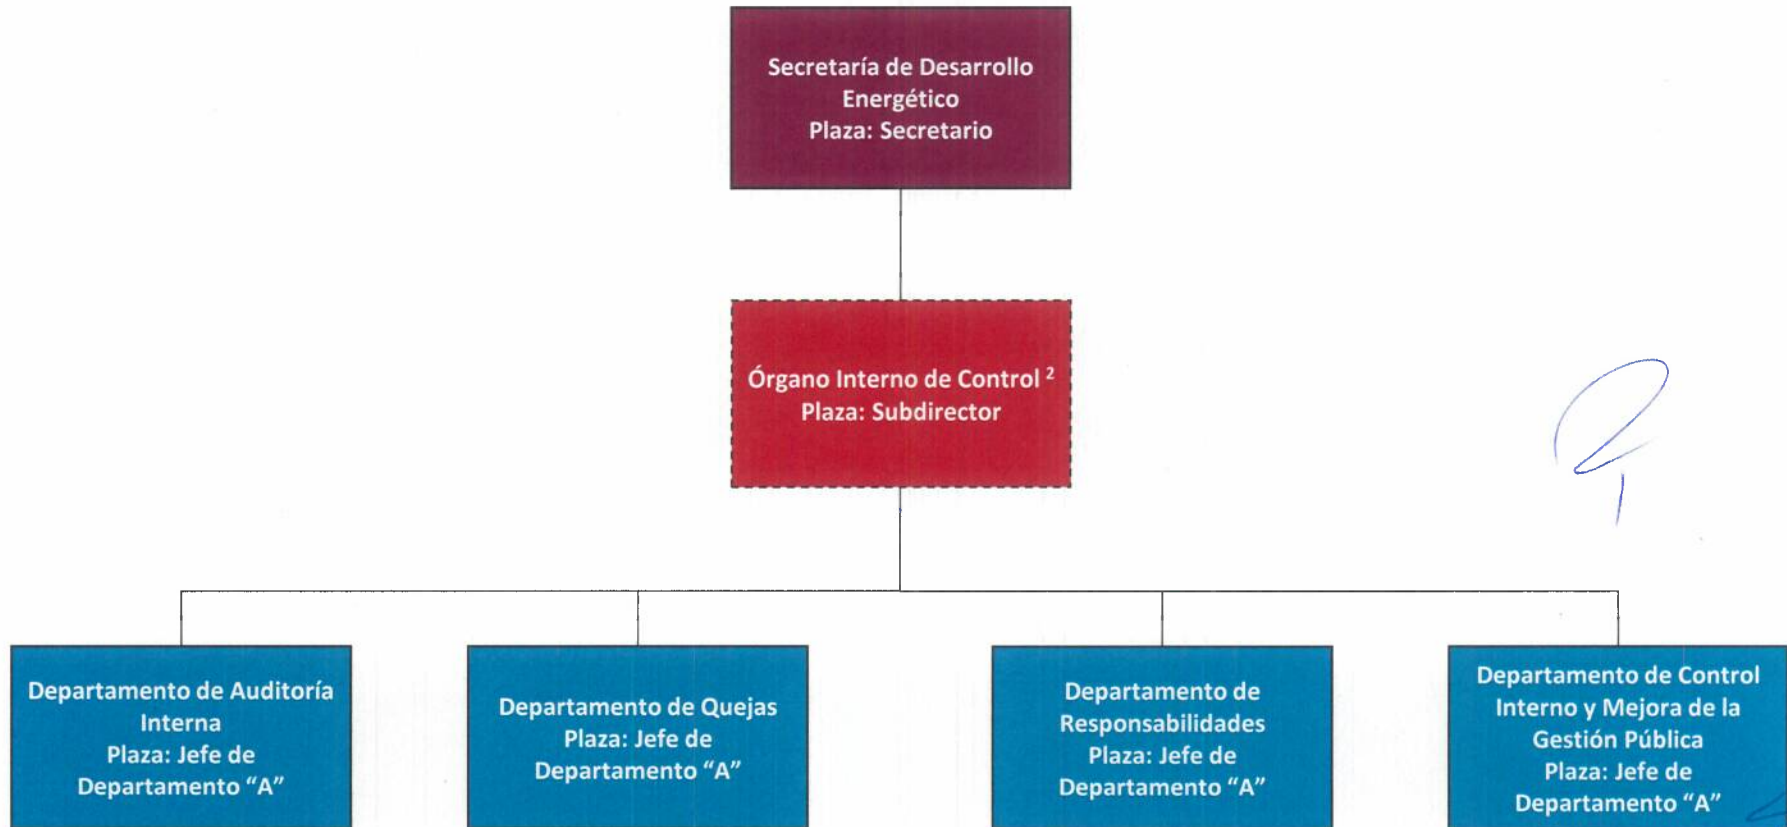 Secretaría de Desarrollo
Energético
Plaza: Secretario
Órgano Interno de Control ²
Plaza: Subdirector
Departamento de Auditoría
Interna
Plaza: Jefe de
Departamento “A”
Departamento de Quejas
Plaza: Jefe de
Departamento “A”
Departamento de
Responsabilidades
Plaza: Jefe de
Departamento “A”
Departamento de Control
Interno y Mejora de la
Gestión Pública
Plaza: Jefe de
Departamento “A”